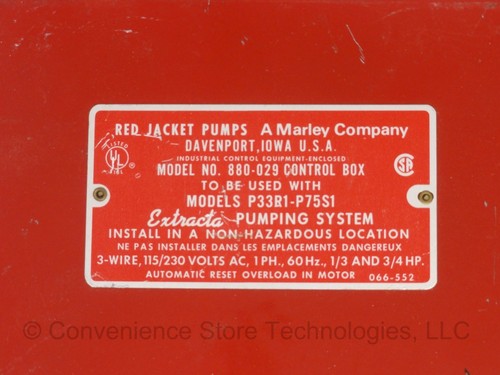 RED JACKET PUMPS A Marley Company
DAVENPORT, IOWA U.S.A.
LISTED
UL
INDUSTRIAL CONTROL EQUIPMENT-ENCLOSED
MODEL NO. 880-029 CONTROL BOX
TO BE USED WITH
MODELS P33R1-P75S1
Extracta PUMPING SYSTEM
INSTALL IN A NON-HAZARDOUS LOCATION
NE PAS INSTALLER DANS LES EMPLACEMENTS DANGEREUX
3-WIRE, 115/230 VOLTS AC, 1 PH., 60 Hz., 1/3 AND 3/4 HP.
AUTOMATIC RESET OVERLOAD IN MOTOR 066-552
© Convenience Store Technologies, LLC